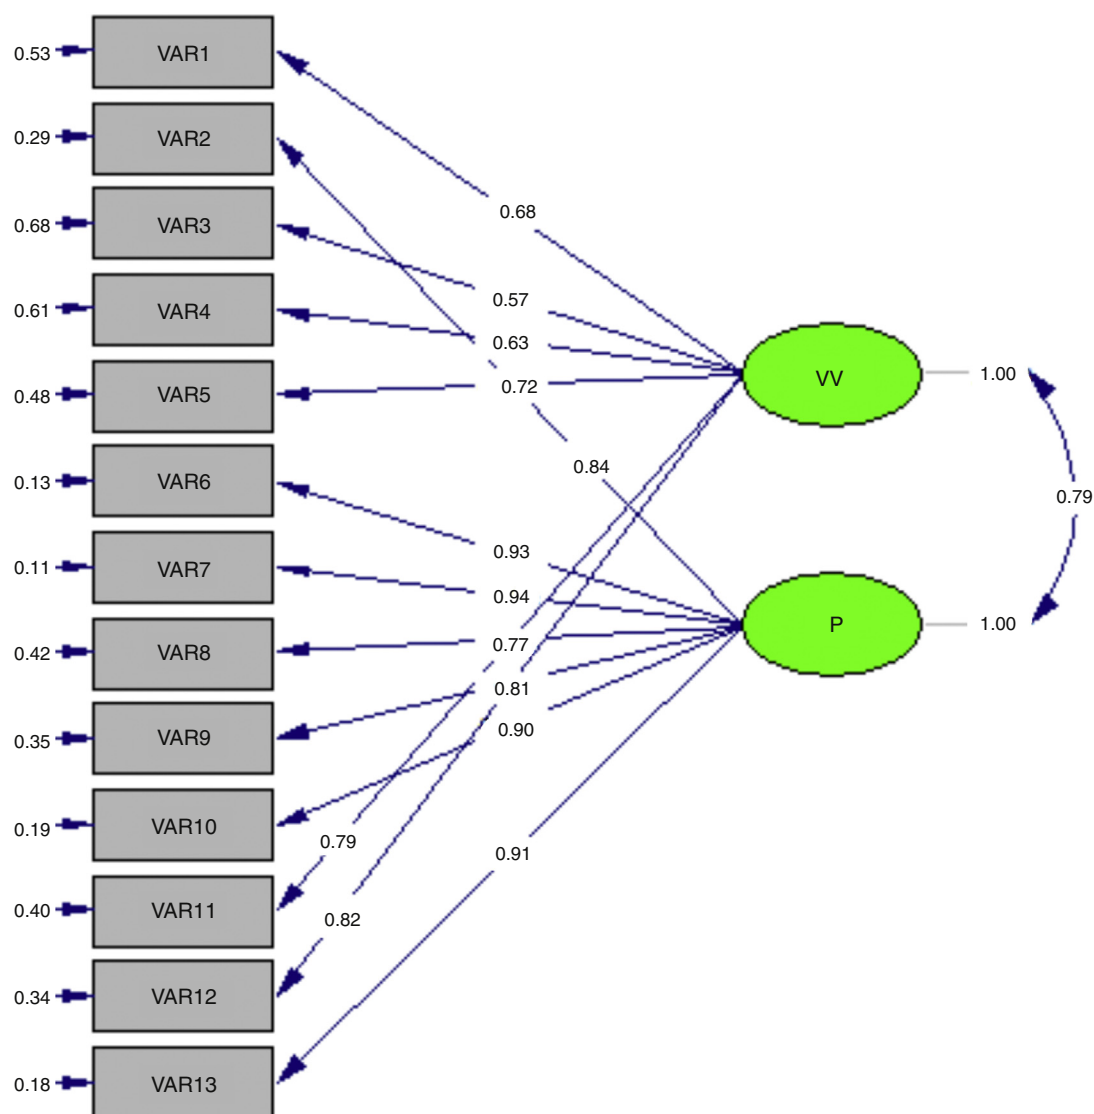 0.53 VAR1
0.29 VAR2
0.68 VAR3
0.61 VAR4
0.48 VAR5
0.13 VAR6
0.11 VAR7
0.42 VAR8
0.35 VAR9
0.19 VAR10
0.40 VAR11
0.34 VAR12
0.18 VAR13
0.68
0.57
0.63
0.72
0.84
0.93
0.94
0.77
0.81
0.90
0.79
0.91
0.82
VV 1.00
0.79
P 1.00